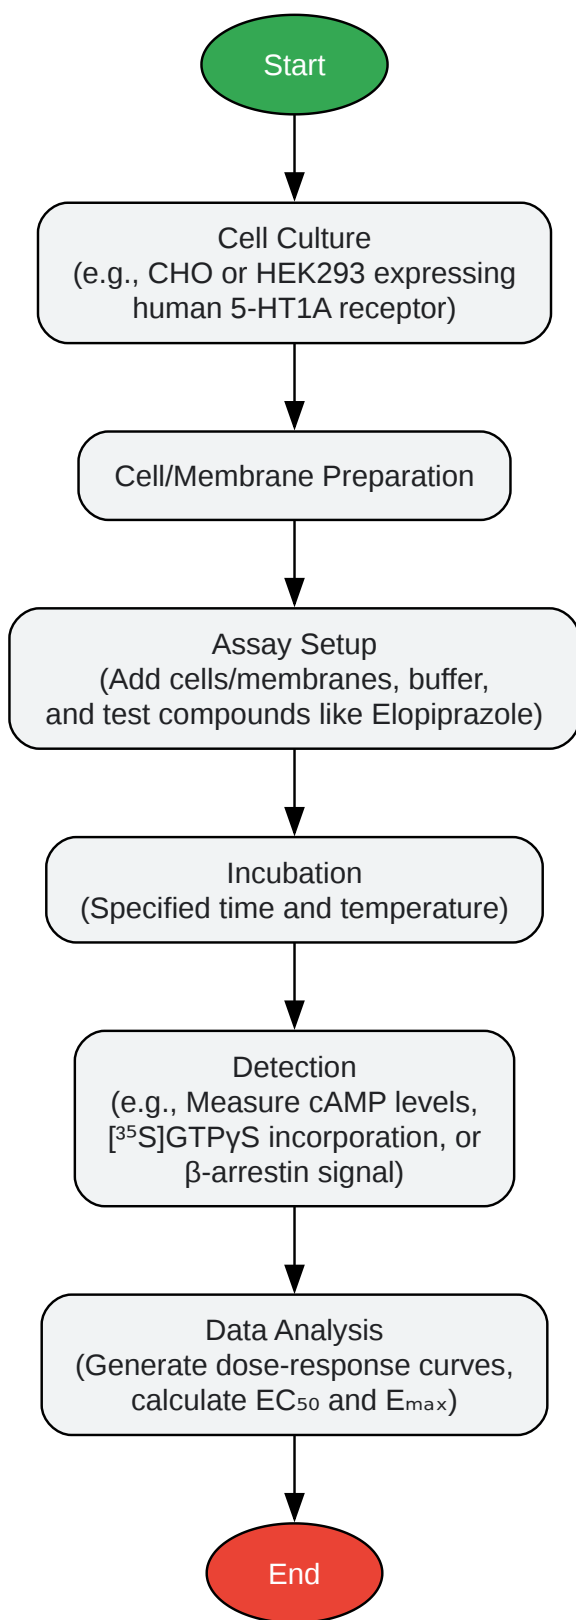 Start
Cell Culture
(e.g., CHO or HEK293 expressing
human 5-HT1A receptor)
Cell/Membrane Preparation
Assay Setup
(Add cells/membranes, buffer,
and test compounds like Elopiprazole)
Incubation
(Specified time and temperature)
Detection
(e.g., Measure cAMP levels,
[³⁵S]GTPγS incorporation, or
β-arrestin signal)
Data Analysis
(Generate dose-response curves,
calculate EC₅₀ and Eₘₐₓ)
End